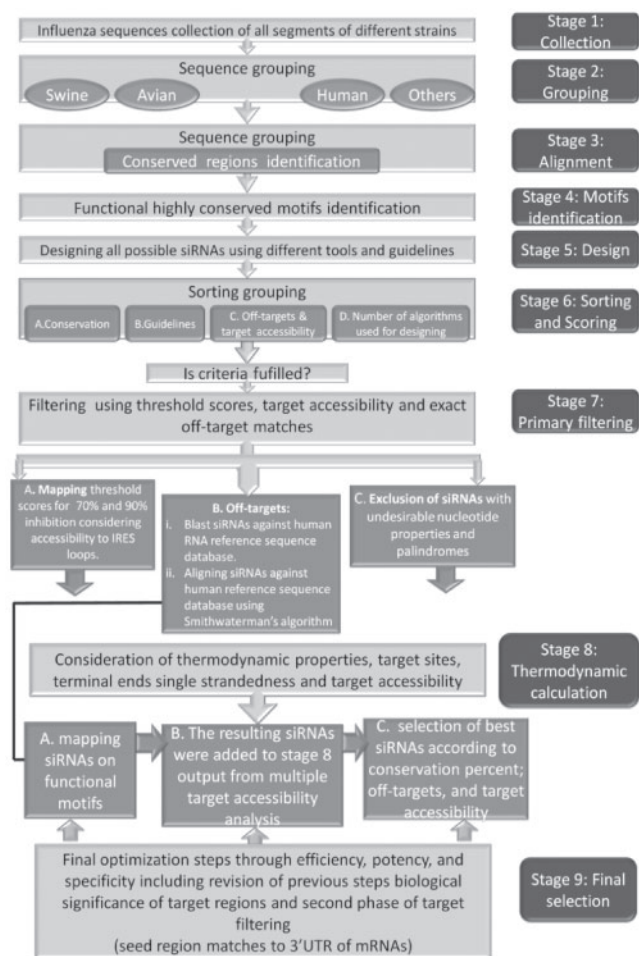 Influenza sequences collection of all segments of different strains
Stage 1:
Collection
Sequence grouping
Swine
Avian
Human
Others
Stage 2:
Grouping
Sequence grouping
Conserved regions identification
Stage 3:
Alignment
Functional highly conserved motifs identification
Stage 4: Motifs
identification
Designing all possible siRNAs using different tools and guidelines
Stage 5: Design
Sorting grouping
A.Conservation
B.Guidelines
C. Off-targets &
target accessibility
D. Number of algorithms
used for designing
Stage 6: Sorting
and Scoring
Is criteria fufilled?
Filtering using threshold scores, target accessibility and exact
off-target matches
Stage 7:
Primary filtering
A. Mapping threshold
scores for 70% and 90%
inhibition considering
accessibility to IRES
loops.
B. Off-targets:
i. Blast siRNAs against human
RNA reference sequence
database.
ii. Aligning siRNAs against
human reference sequence
database using
Smithwaterman's algorithm
C. Exclusion of siRNAs with
undesirable nucleotide
properties and
palindromes
Consideration of thermodynamic properties, target sites,
terminal ends single strandedness and target accessibility
Stage 8:
Thermodynamic
calculation
A. mapping
siRNAs on
functional
motifs
B. The resulting siRNAs
were added to stage 8
output from multiple
target accessibility
analysis
C. selection of best
siRNAs according to
conservation percent;
off-targets, and target
accessibility
Final optimization steps through efficiency, potency, and
specificity including revision of previous steps biological
significance of target regions and second phase of target
filtering
(seed region matches to 3'UTR of mRNAs)
Stage 9: Final
selection